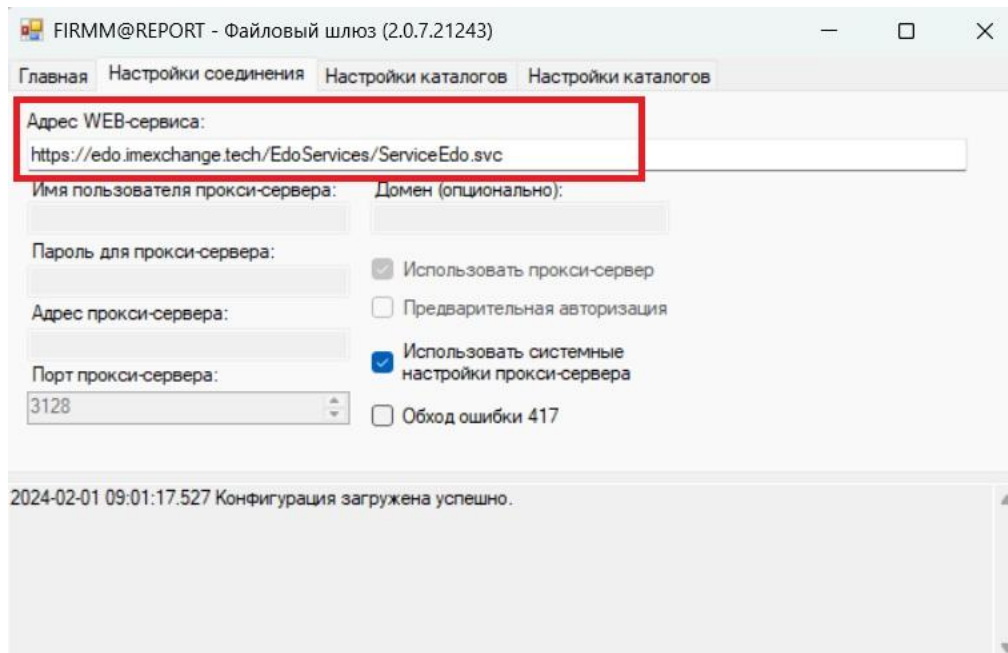 FIRMM@REPORT - Файловый шлюз (2.0.7.21243)
Главная Настройки соединения Настройки каталогов Настройки каталогов
Адрес WEB-сервиса:
https://edo.imexchange.tech/EdoServices/ServiceEdo.svc
Имя пользователя прокси-сервера: Домен (опционально):
Пароль для прокси-сервера:
Использовать прокси-сервер
Адрес прокси-сервера:
Предварительная авторизация
Использовать системные
настройки прокси-сервера
Порт прокси-сервера:
3128
Обход ошибки 417
2024-02-01 09:01:17.527 Конфигурация загружена успешно.